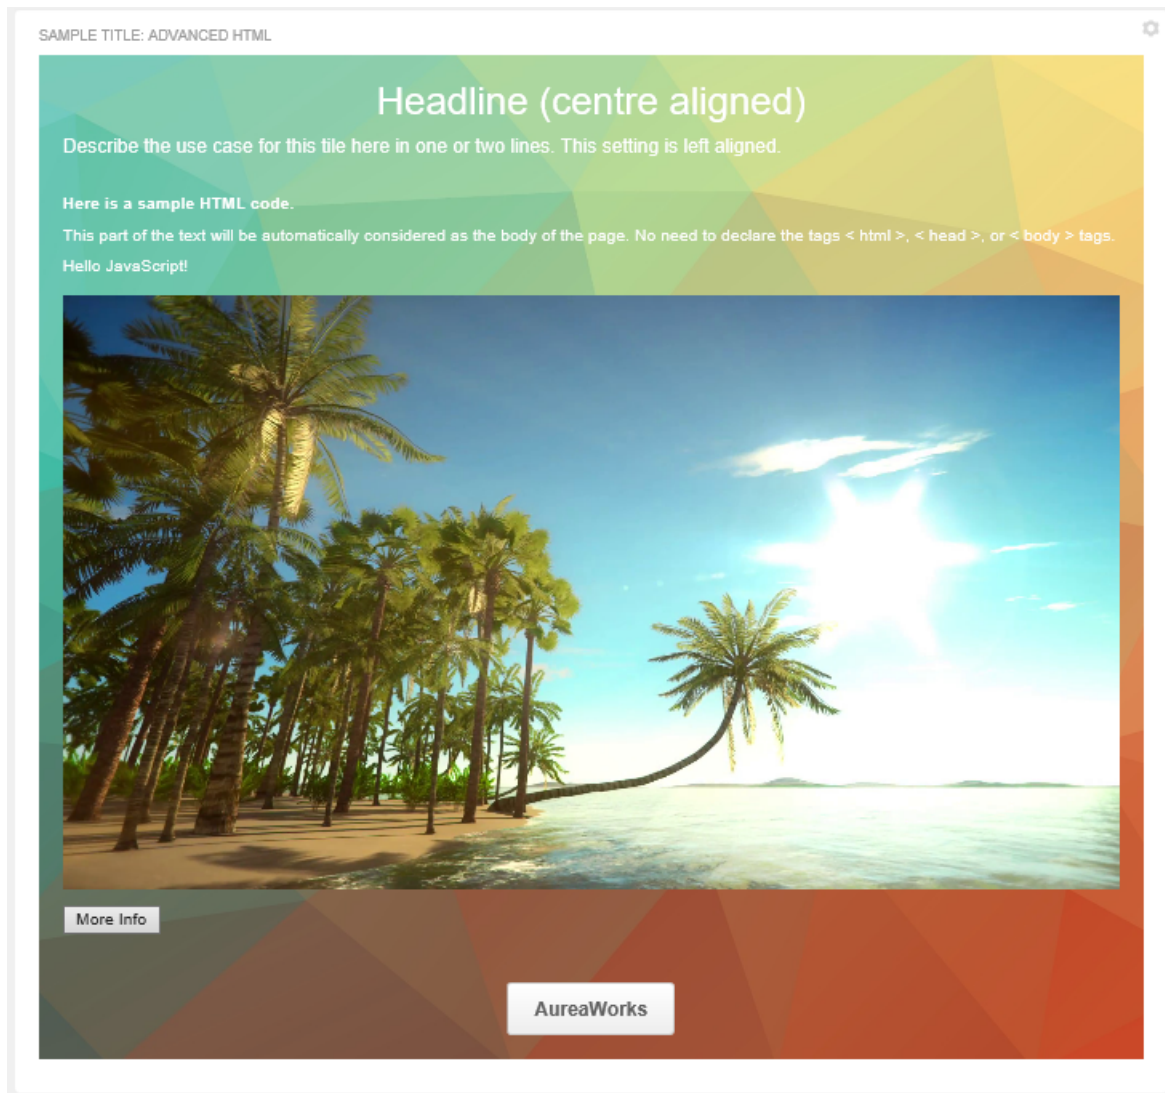 SAMPLE TITLE: ADVANCED HTML
Headline (centre aligned)
Describe the use case for this tile here in one or two lines. This setting is left aligned.
Here is a sample HTML code.
This part of the text will be automatically considered as the body of the page. No need to declare the tags < html >, < head >, or < body > tags.
Hello JavaScript!
More Info
AureaWorks